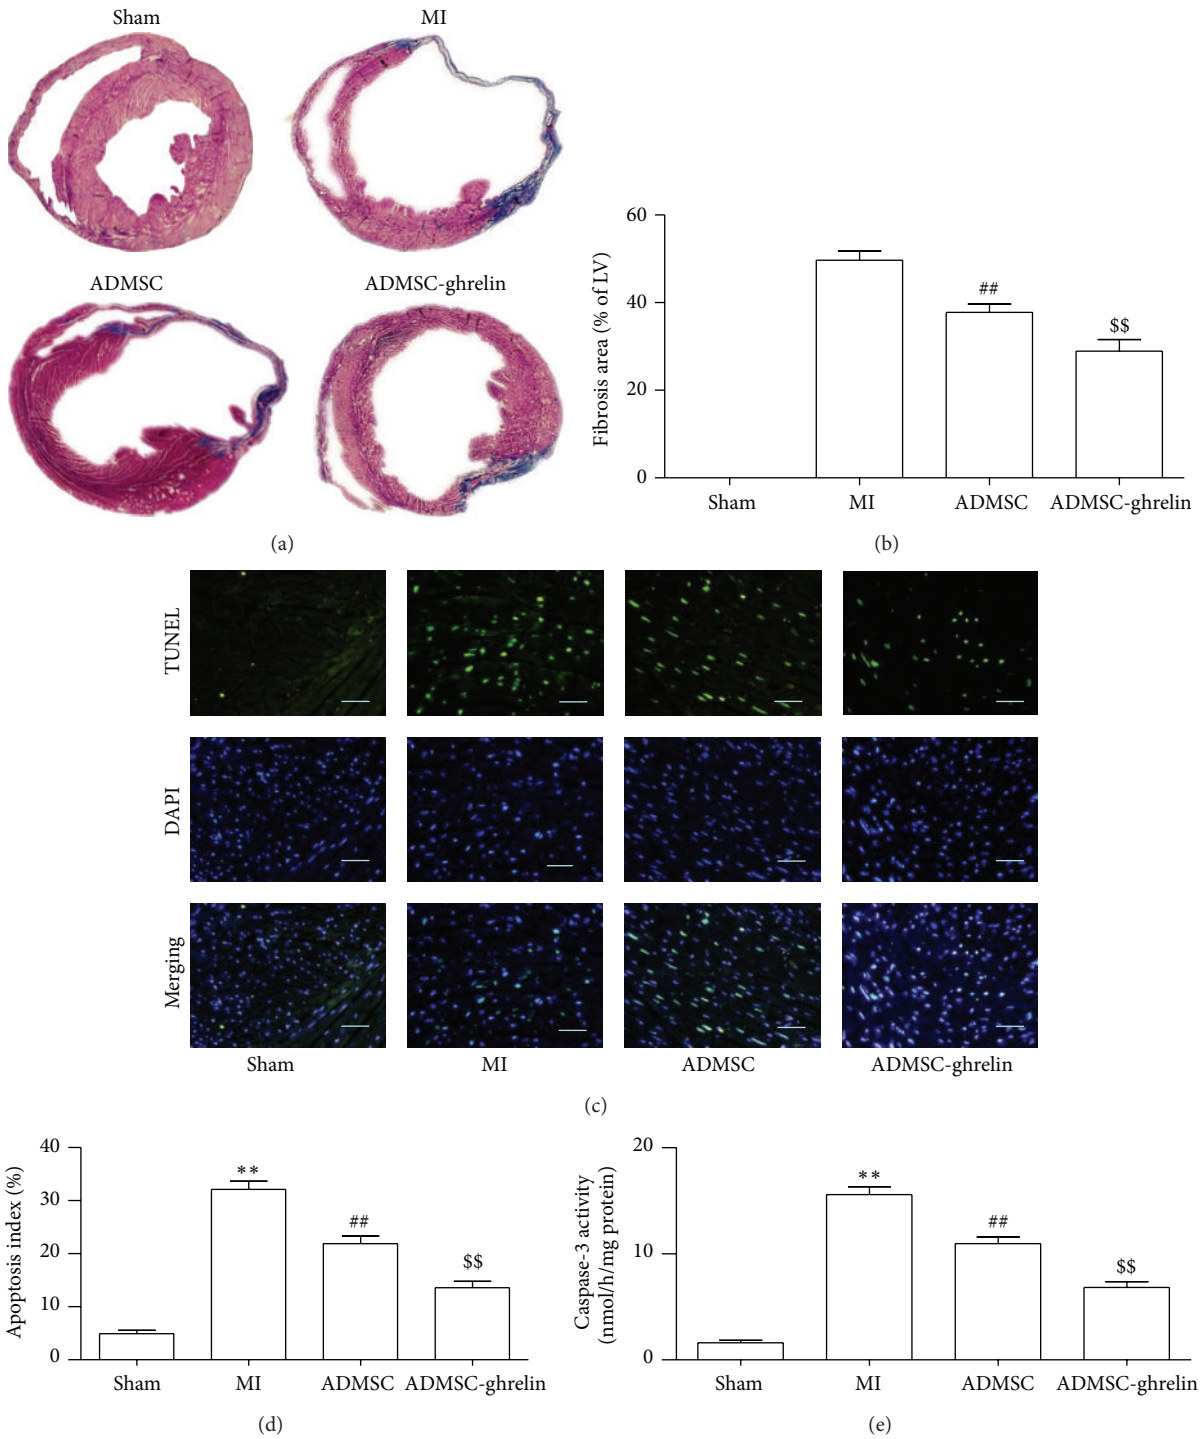 Sham
MI
ADMSC
ADMSC-ghrelin
(a)
Fibrosis area (% of LV)
60
40
20
0
##
$$
Sham
MI
ADMSC
ADMSC-ghrelin
(b)
TUNEL
DAPI
Merging
Sham
MI
ADMSC
ADMSC-ghrelin
(c)
Apoptosis index (%)
40
30
20
10
0
**
##
$$
Sham
MI
ADMSC
ADMSC-ghrelin
(d)
Caspase-3 activity
(nmol/h/mg protein)
20
10
0
**
##
$$
Sham
MI
ADMSC
ADMSC-ghrelin
(e)